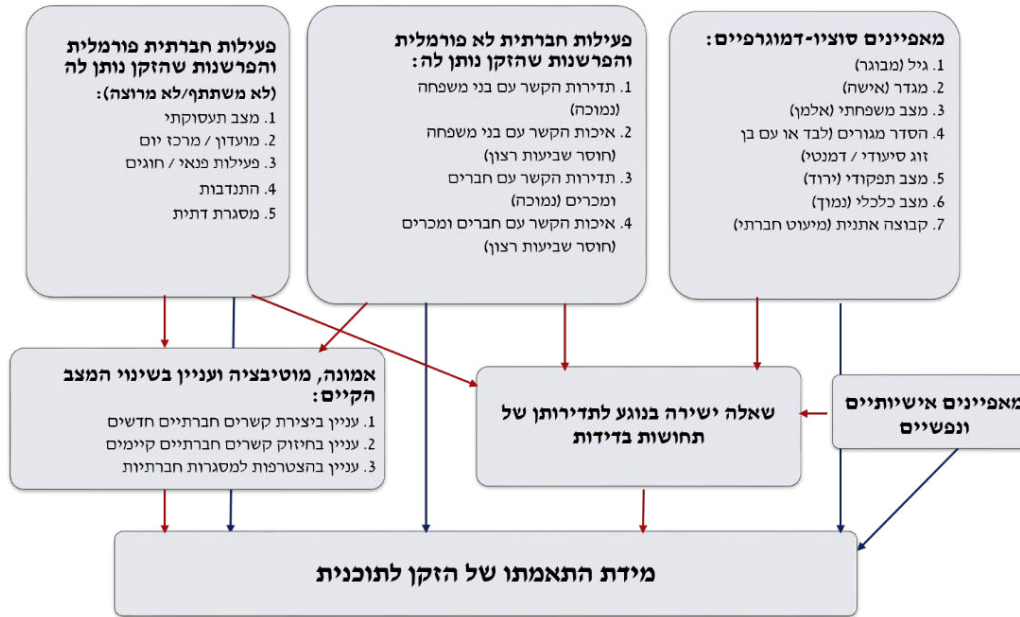 מאפיינים סוציו-דמוגרפיים:
1. גיל (מבוגר)
2. מגדר (אישה)
3. מצב משפחתי (אלמן)
4. הסדר מגורים (לבד או עם בן
זוג סיעודי / דמנטי)
5. מצב תפקודי (ירוד)
6. מצב כלכלי (נמוך)
7. קבוצה אתנית (מיעוט חברתי)
פעילות חברתית לא פורמלית
והפרשנות שהזקן נותן לה:
1. תדירות הקשר עם בני משפחה
(נמוכה)
2. איכות הקשר עם בני משפחה
(חוסר שביעות רצון)
3. תדירות הקשר עם חברים
ומכרים (נמוכה)
4. איכות הקשר עם חברים ומכרים
(חוסר שביעות רצון)
פעילות חברתית פורמלית
והפרשנות שהזקן נותן לה
(לא משתתף/לא מרוצה):
1. מצב תעסוקתי
2. מועדון / מרכז יום
3. פעילות פנאי / חוגים
4. התנדבות
5. מסגרת דתית
מאפיינים אישיותיים
ונפשיים
שאלה ישירה בנוגע לתדירותן של
תחושות בדידות
אמונה, מוטיבציה ועניין בשינוי המצב
הקיים:
1. עניין ביצירת קשרים חברתיים חדשים
2. עניין בחיזוק קשרים חברתיים קיימים
3. עניין בהצטרפות למסגרות חברתיות
מידת התאמתו של הזקן לתוכנית